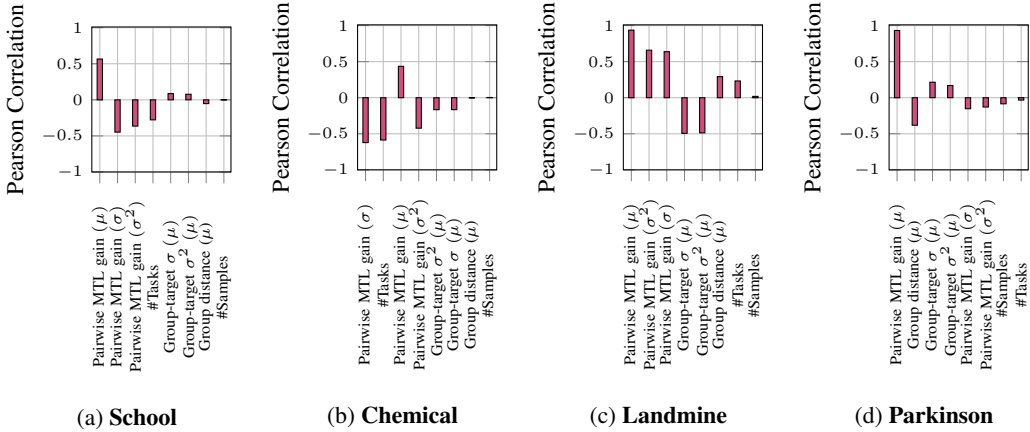 Pearson Correlation
1
0.5
0
−0.5
−1
Pairwise MTL gain (μ)
Pairwise MTL gain (σ)
Pairwise MTL gain (σ²)
#Tasks
Group-target σ (μ)
Group-target σ² (μ)
Group distance (μ)
#Samples
(a) School
Pearson Correlation
1
0.5
0
−0.5
−1
Pairwise MTL gain (σ)
#Tasks
Pairwise MTL gain (μ)
Pairwise MTL gain (σ²)
Group-target σ² (μ)
Group-target σ (μ)
Group distance (μ)
#Samples
(b) Chemical
Pearson Correlation
1
0.5
0
−0.5
−1
Pairwise MTL gain (μ)
Pairwise MTL gain (σ²)
Pairwise MTL gain (σ)
Group-target σ (μ)
Group-target σ² (μ)
Group distance (μ)
#Tasks
#Samples
(c) Landmine
Pearson Correlation
1
0.5
0
−0.5
−1
Pairwise MTL gain (μ)
Group distance (μ)
Group-target σ (μ)
Group-target σ² (μ)
Pairwise MTL gain (σ)
Pairwise MTL gain (σ²)
#Samples
#Tasks
(d) Parkinson